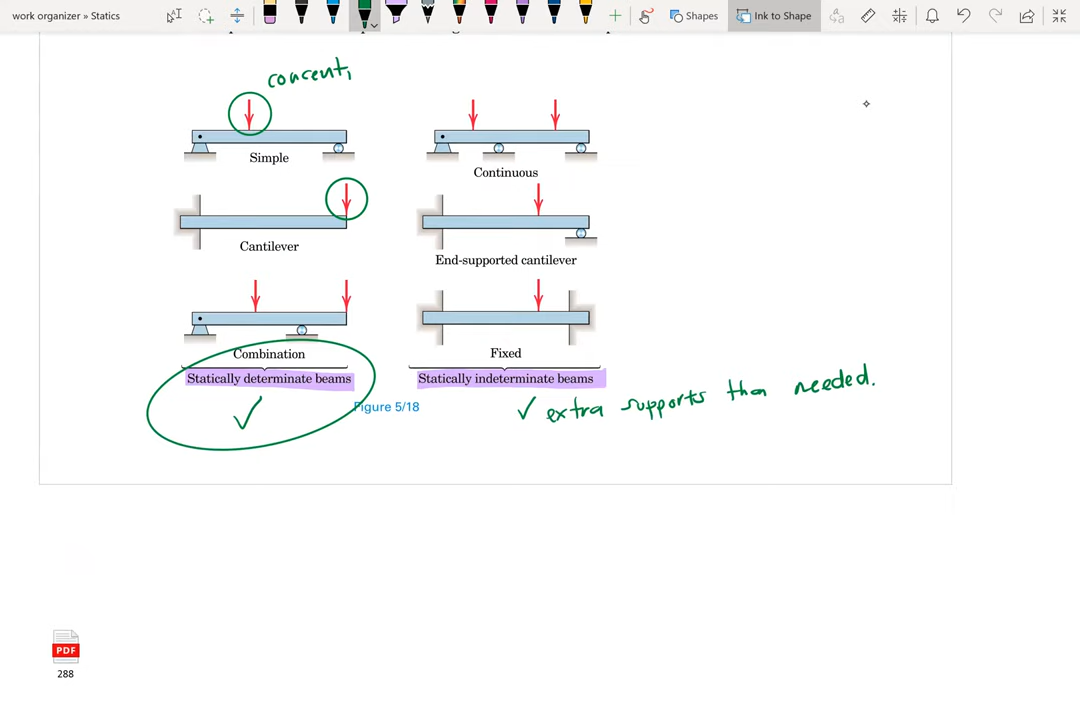 work organizer » Statics
Shapes
Ink to Shape
concent,
Simple
Continuous
Cantilever
End-supported cantilever
Combination
Fixed
Statically determinate beams
Statically indeterminate beams
Figure 5/18
✓
✓ extra supports than needed.
PDF
288